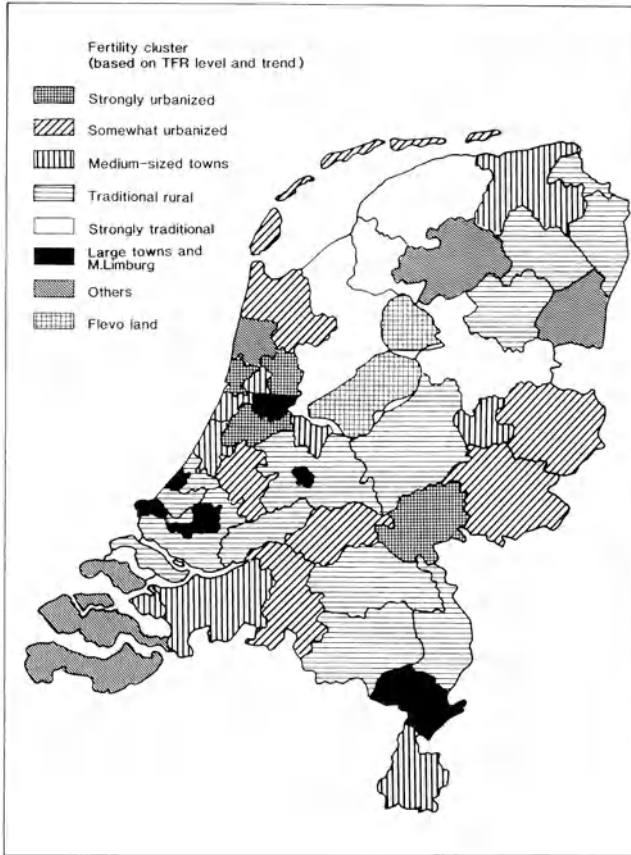 Fertility cluster
(based on TFR level and trend)
Strongly urbanized
Somewhat urbanized
Medium-sized towns
Traditional rural
Strongly traditional
Large towns and
M.Limburg
Others
Flevo land